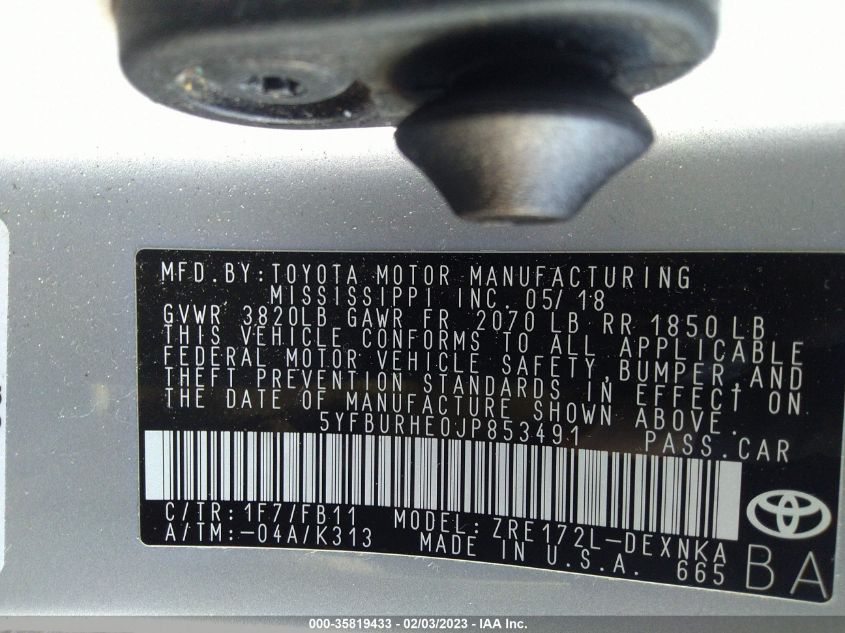 MFD.BY:TOYOTA MOTOR MANUFACTURING
MISSISSIPPI INC. 05/18
GVWR 3820LB GAWR FR 2070 LB RR 1850 LB
THIS VEHICLE CONFORMS TO ALL APPLICABLE
FEDERAL MOTOR VEHICLE SAFETY,BUMPER,AND
THEFT PREVENTION STANDARDS IN EFFECT ON
THE DATE OF MANUFACTURE SHOWN ABOVE.
5YFBURHE0JP853491 PASS.CAR
C/TR:1F7/FB11 MODEL:ZRE172L-DEXNKA
A/TM:-04A/K313 MADE IN U.S.A. 665
BA
000-35819433 - 02/03/2023 - IAA Inc.